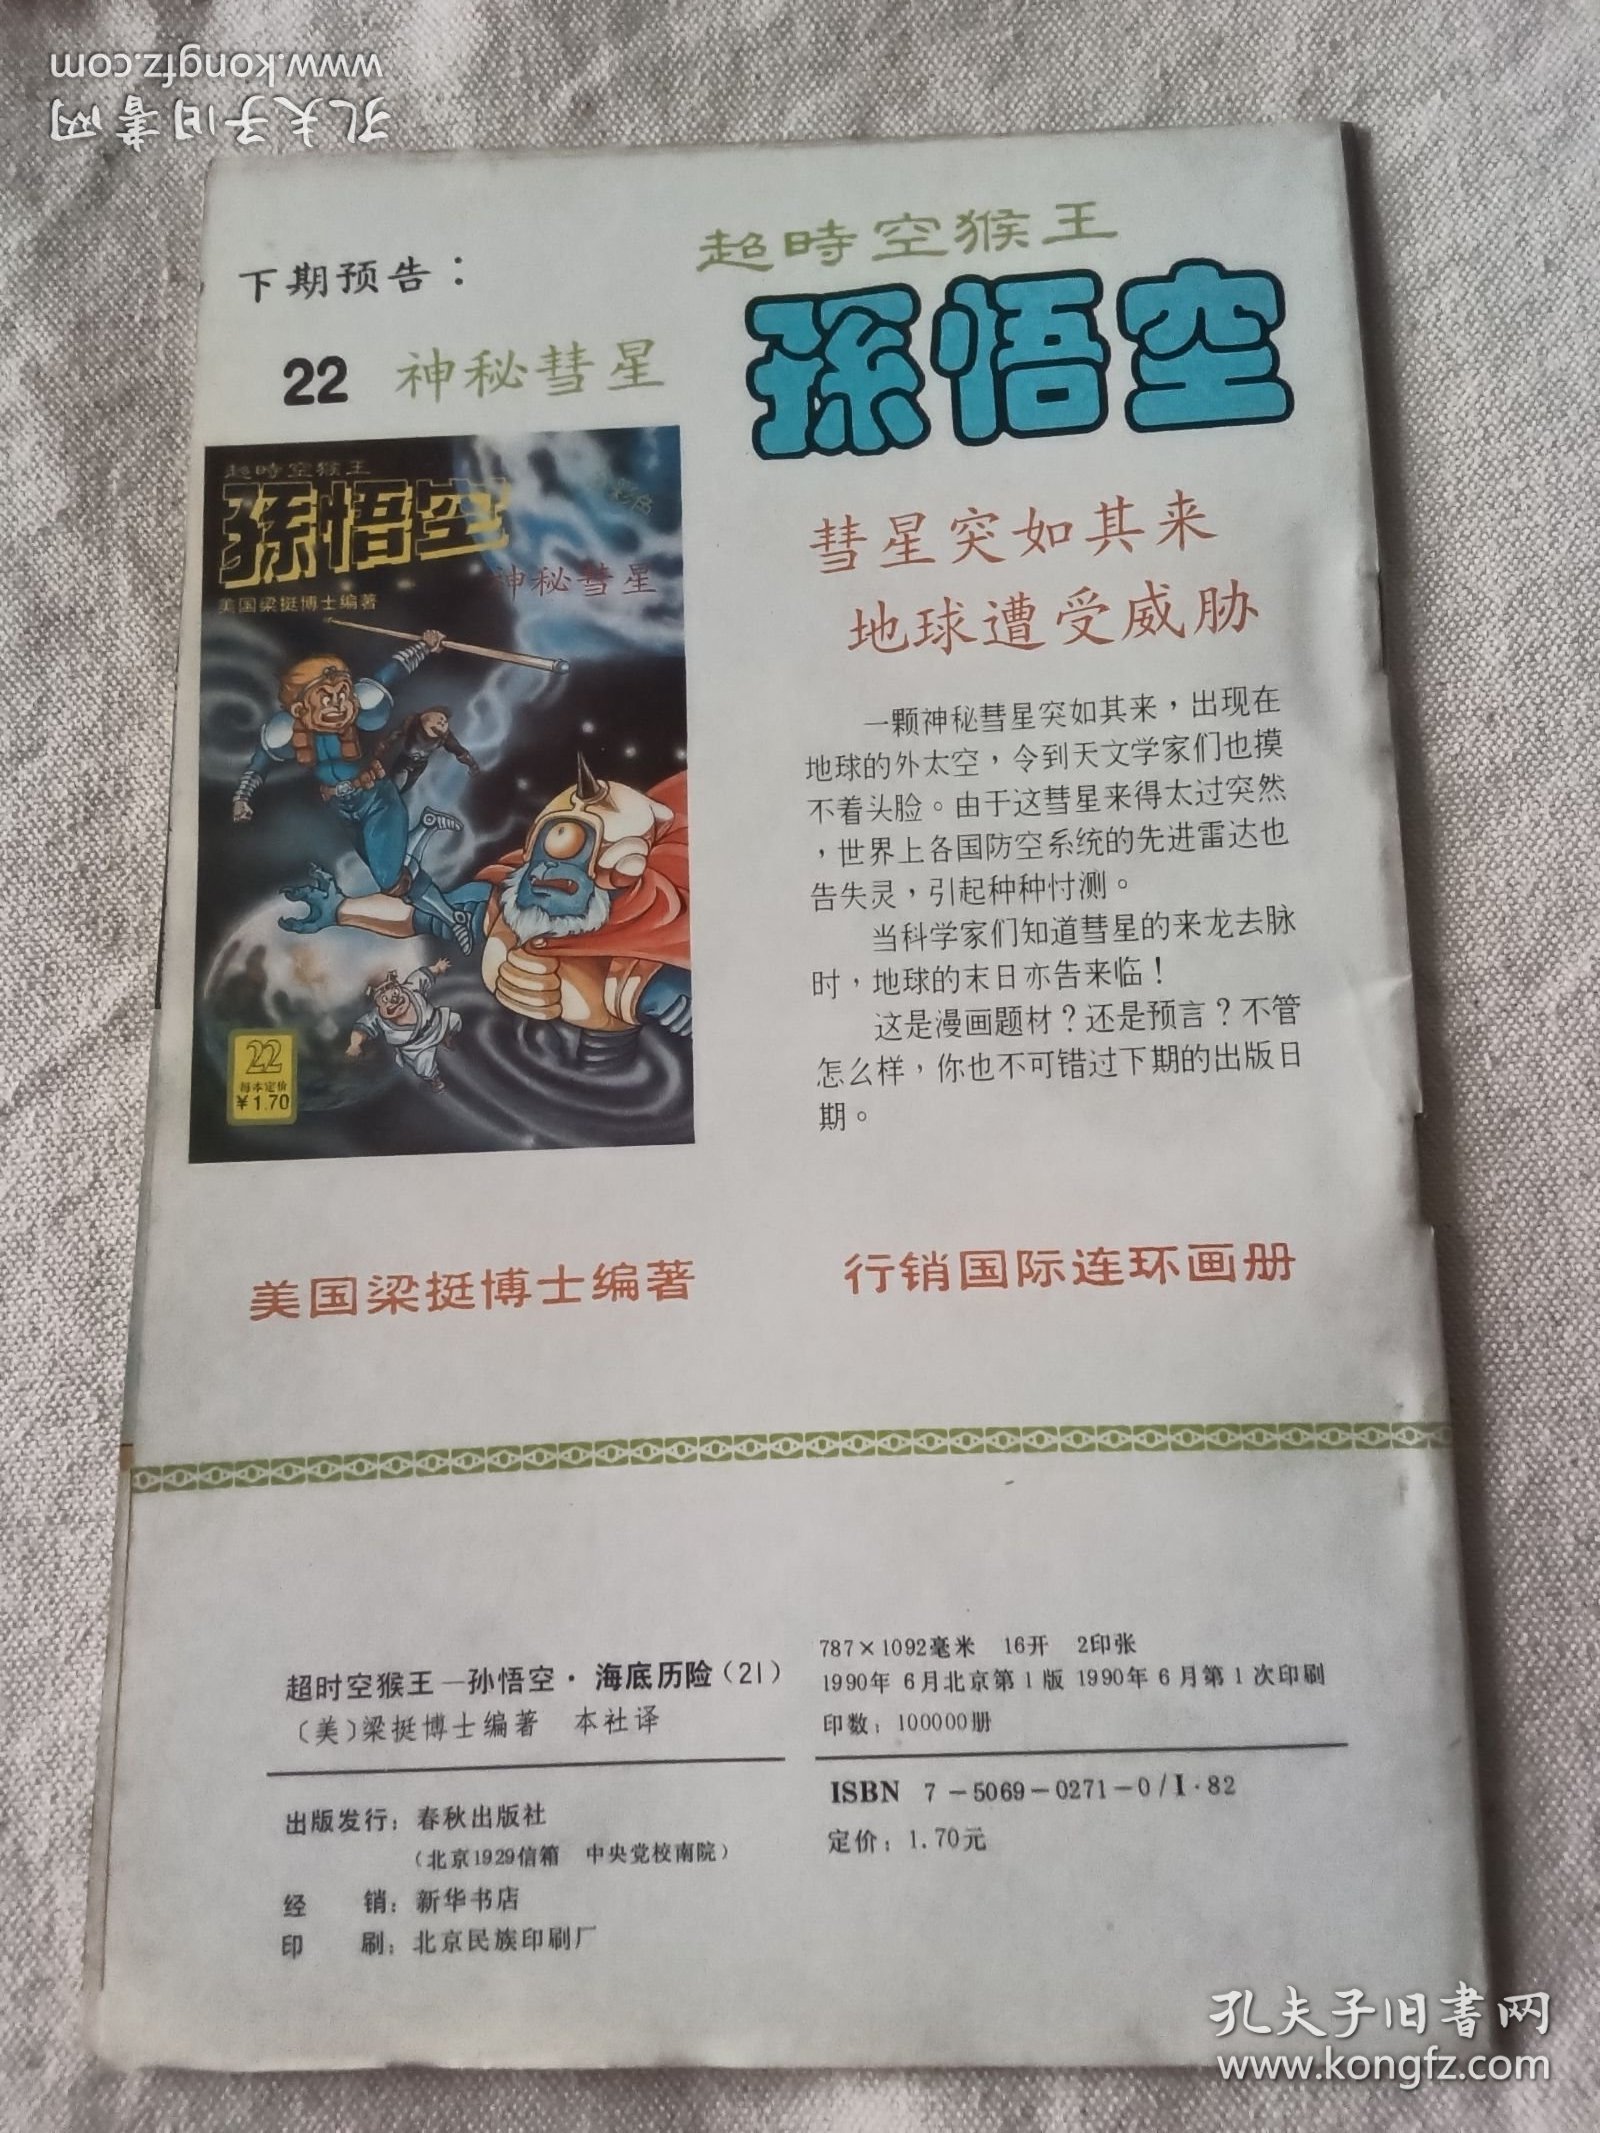 www.kongfz.com
孔夫子旧書网
下期预告：
22 神秘彗星
超時空猴王
孫悟空
超時空猴王
孫悟空
彩色
神秘彗星
美国梁挺博士编著
22
每本定价
¥1.70
彗星突如其来
地球遭受威胁
一颗神秘彗星突如其来，出现在
地球的外太空，令到天文学家们也摸
不着头脸。由于这彗星来得太过突然
，世界上各国防空系统的先进雷达也
告失灵，引起种种忖测。
当科学家们知道彗星的来龙去脉
时，地球的末日亦告来临！
这是漫画题材？还是预言？不管
怎么样，你也不可错过下期的出版日
期。
美国梁挺博士编著
行销国际连环画册
超时空猴王—孙悟空·海底历险（21）
（美）梁挺博士编著 本社译
出版发行：春秋出版社
（北京1929信箱 中央党校南院）
经 销：新华书店
印 刷：北京民族印刷厂
787×1092毫米 16开 2印张
1990年 6月北京第1版 1990年 6月第1次印刷
印数：100000册
ISBN 7-5069-0271-0/I·82
定价：1.70元
孔夫子旧書网
www.kongfz.com